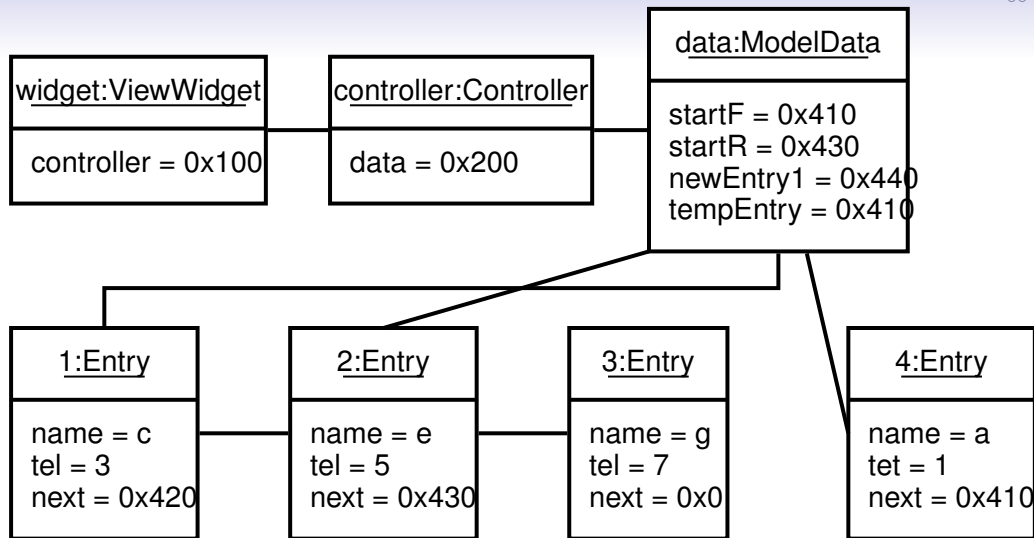 data:ModelData
widget:ViewWidget
controller:Controller
controller = 0x100
data = 0x200
startF = 0x410
startR = 0x430
newEntry1 = 0x440
tempEntry = 0x410
1:Entry
2:Entry
3:Entry
4:Entry
name = c
tel = 3
next = 0x420
name = e
tel = 5
next = 0x430
name = g
tel = 7
next = 0x0
name = a
tet = 1
next = 0x410